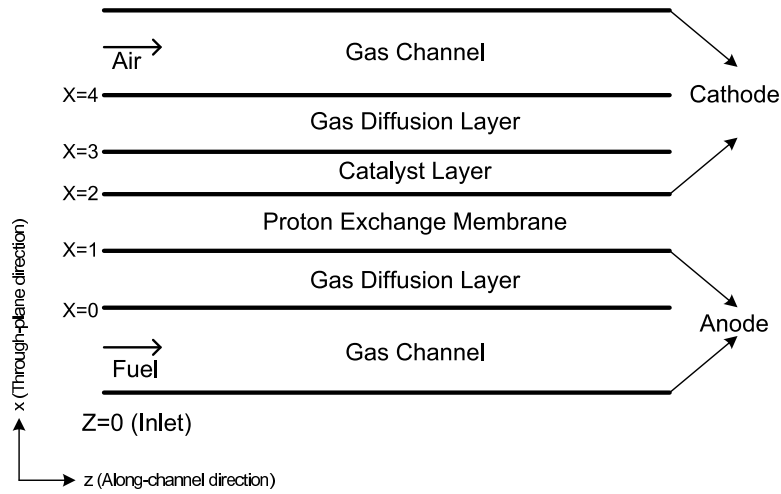 Gas Channel
Air
Cathode
X=4
Gas Diffusion Layer
X=3
Catalyst Layer
X=2
Proton Exchange Membrane
X=1
Gas Diffusion Layer
X=0
Anode
Gas Channel
Fuel
Z=0 (Inlet)
x (Through-plane direction)
z (Along-channel direction)